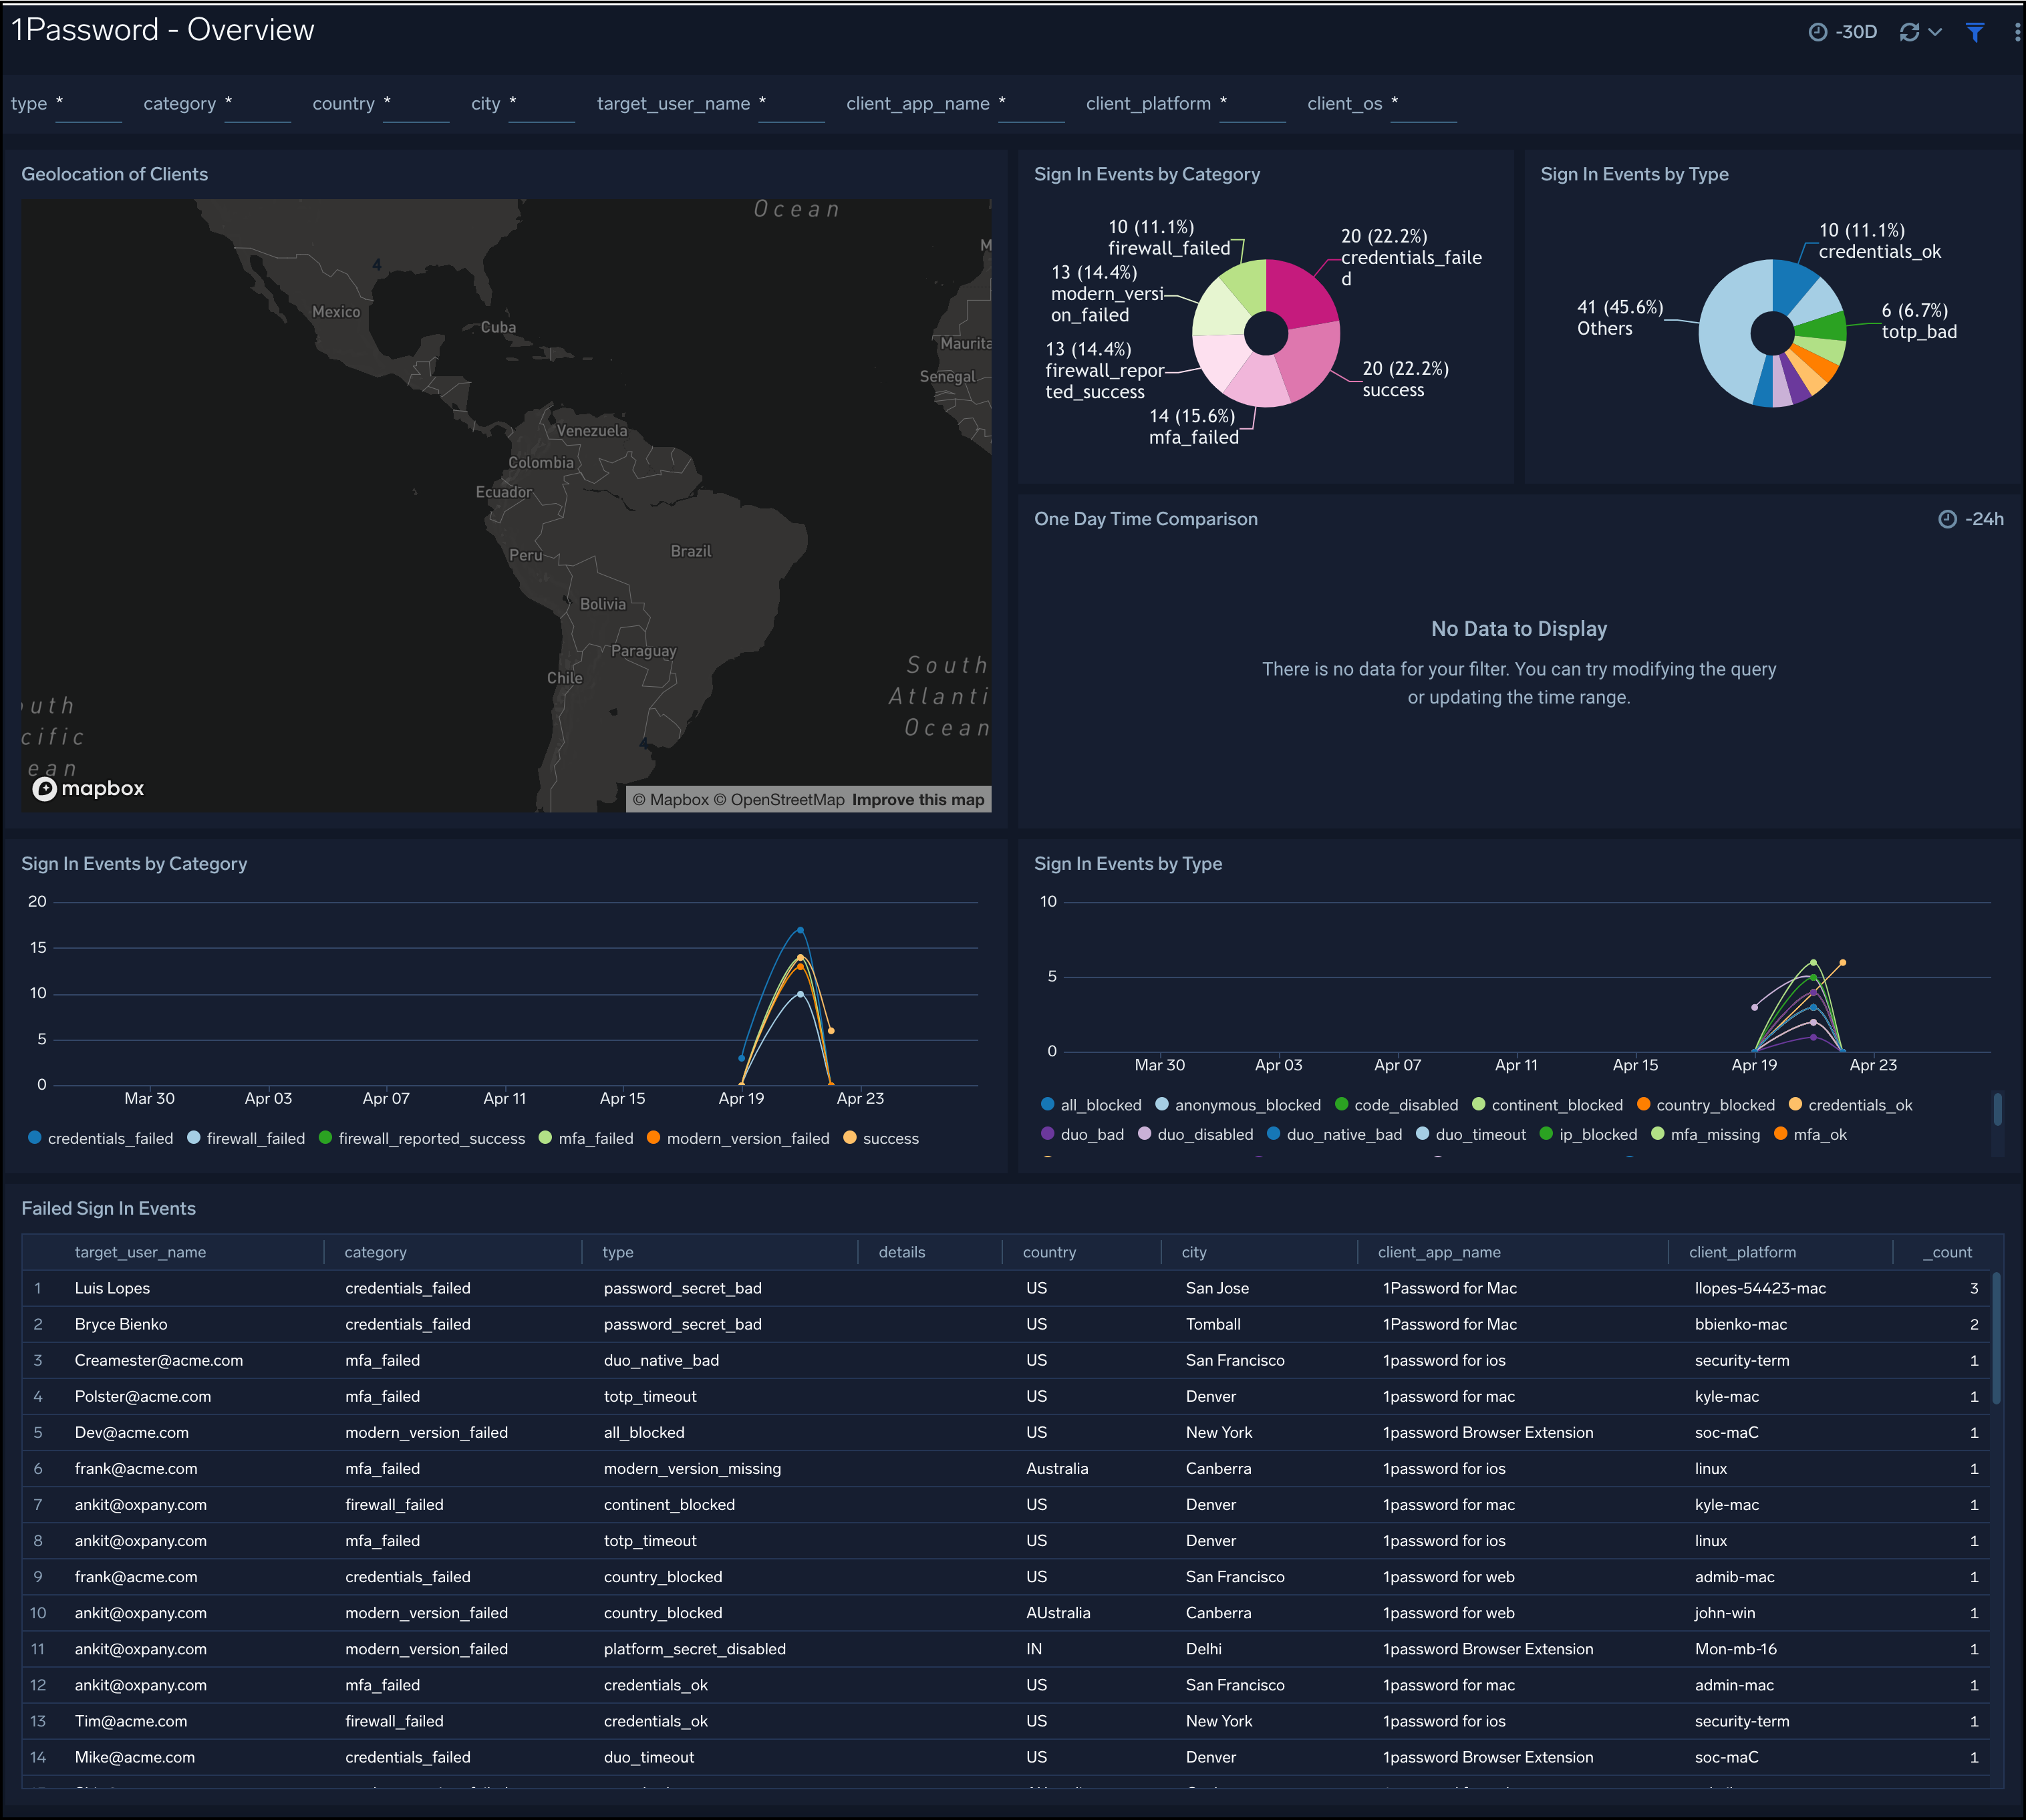 1Password - Overview
-30D
type *
category *
country *
city *
target_user_name *
client_app_name *
client_platform *
client_os *
Geolocation of Clients
Ocean
4
Mexico
Cuba
Maurita
Senegal
Venezuela
Colombia
Ecuador
Peru
Brazil
Bolivia
Paraguay
Chile
South
Atlanti
Ocean
uth
cific
ean
4
mapbox
© Mapbox © OpenStreetMap Improve this map
Sign In Events by Category
10 (11.1%)
firewall_failed
20 (22.2%)
credentials_faile
d
13 (14.4%)
modern_versi
on_failed
13 (14.4%)
firewall_repor
ted_success
20 (22.2%)
success
14 (15.6%)
mfa_failed
Sign In Events by Type
10 (11.1%)
credentials_ok
41 (45.6%)
Others
6 (6.7%)
totp_bad
One Day Time Comparison
-24h
No Data to Display
There is no data for your filter. You can try modifying the query
or updating the time range.
Sign In Events by Category
20
15
10
5
0
Mar 30 Apr 03 Apr 07 Apr 11 Apr 15 Apr 19 Apr 23
credentials_failed firewall_failed firewall_reported_success mfa_failed modern_version_failed success
Sign In Events by Type
10
5
0
Mar 30 Apr 03 Apr 07 Apr 11 Apr 15 Apr 19 Apr 23
all_blocked anonymous_blocked code_disabled continent_blocked country_blocked credentials_ok
duo_bad duo_disabled duo_native_bad duo_timeout ip_blocked mfa_missing mfa_ok
Failed Sign In Events
target_user_name category type details country city client_app_name client_platform _count
1 Luis Lopes credentials_failed password_secret_bad US San Jose 1Password for Mac llopes-54423-mac 3
2 Bryce Bienko credentials_failed password_secret_bad US Tomball 1Password for Mac bbienko-mac 2
3 Creamester@acme.com mfa_failed duo_native_bad US San Francisco 1password for ios security-term 1
4 Polster@acme.com mfa_failed totp_timeout US Denver 1password for mac kyle-mac 1
5 Dev@acme.com modern_version_failed all_blocked US New York 1password Browser Extension soc-maC 1
6 frank@acme.com mfa_failed modern_version_missing Australia Canberra 1password for ios linux 1
7 ankit@oxpany.com firewall_failed continent_blocked US Denver 1password for mac kyle-mac 1
8 ankit@oxpany.com mfa_failed totp_timeout US Denver 1password for ios linux 1
9 frank@acme.com credentials_failed country_blocked US San Francisco 1password for web admib-mac 1
10 ankit@oxpany.com modern_version_failed country_blocked AUstralia Canberra 1password for web john-win 1
11 ankit@oxpany.com modern_version_failed platform_secret_disabled IN Delhi 1password Browser Extension Mon-mb-16 1
12 ankit@oxpany.com mfa_failed credentials_ok US San Francisco 1password for mac admin-mac 1
13 Tim@acme.com firewall_failed credentials_ok US New York 1password for ios security-term 1
14 Mike@acme.com credentials_failed duo_timeout US Denver 1password Browser Extension soc-maC 1